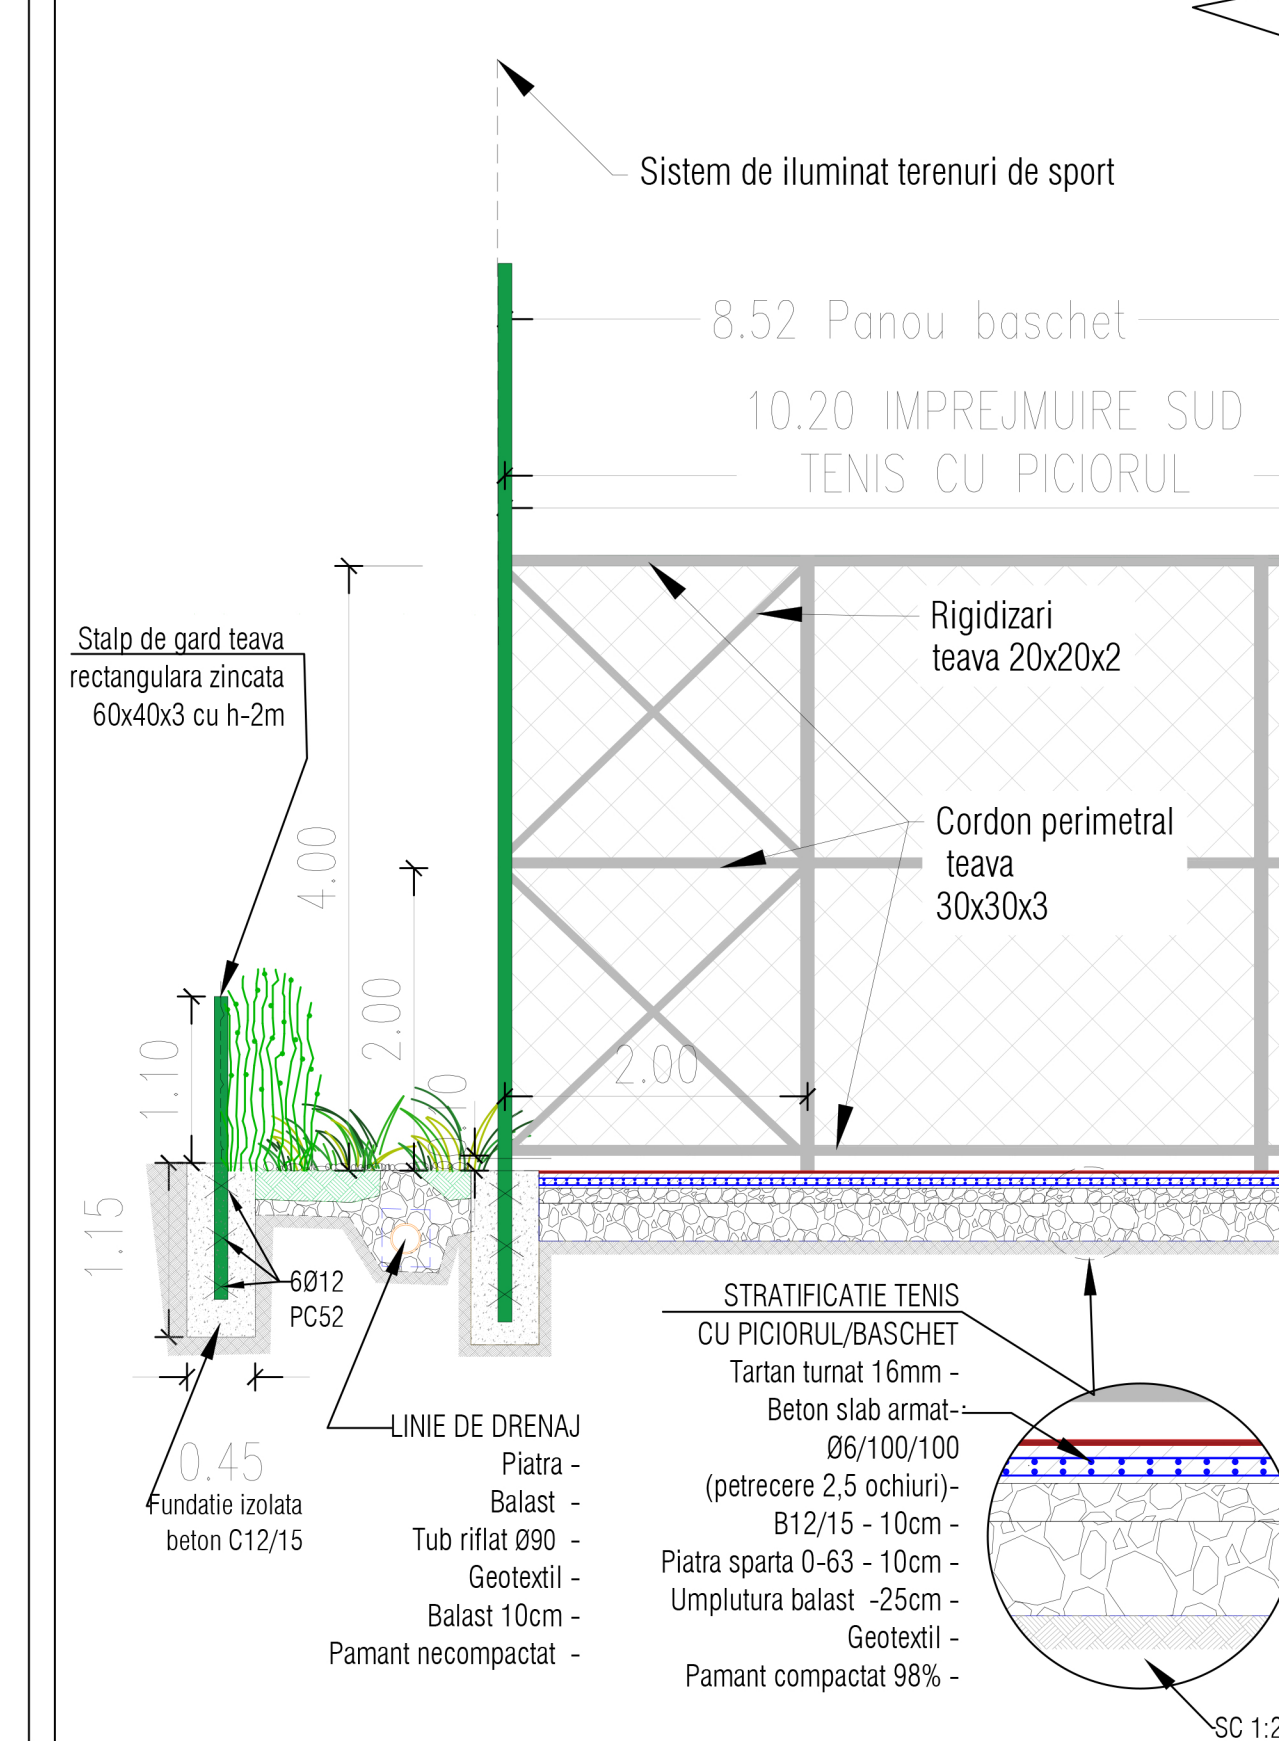 Sistem de iluminat terenuri de sport
8.52 Panou baschet
10.20 IMPREJMUIRE SUD
TENIS CU PICIORUL
Rigidizari
teava 20x20x2
Stalp de gard teava
rectangulara zincata
60x40x3 cu h-2m
4.00
Cordon perimetral
teava
30x30x3
2.00
1.10
2.00
1.15
6Ø12
PC52
0.45
Fundatie izolata
beton C12/15
LINIE DE DRENAJ
Piatra -
Balast -
Tub riflat Ø90 -
Geotextil -
Balast 10cm -
Pamant necompactat -
STRATIFICATIE TENIS
CU PICIORUL/BASCHET
Tartan turnat 16mm -
Beton slab armat-
Ø6/100/100
(petrecere 2,5 ochiuri)-
B12/15 - 10cm -
Piatra sparta 0-63 - 10cm -
Umplutura balast -25cm -
Geotextil -
Pamant compactat 98% -
SC 1:2